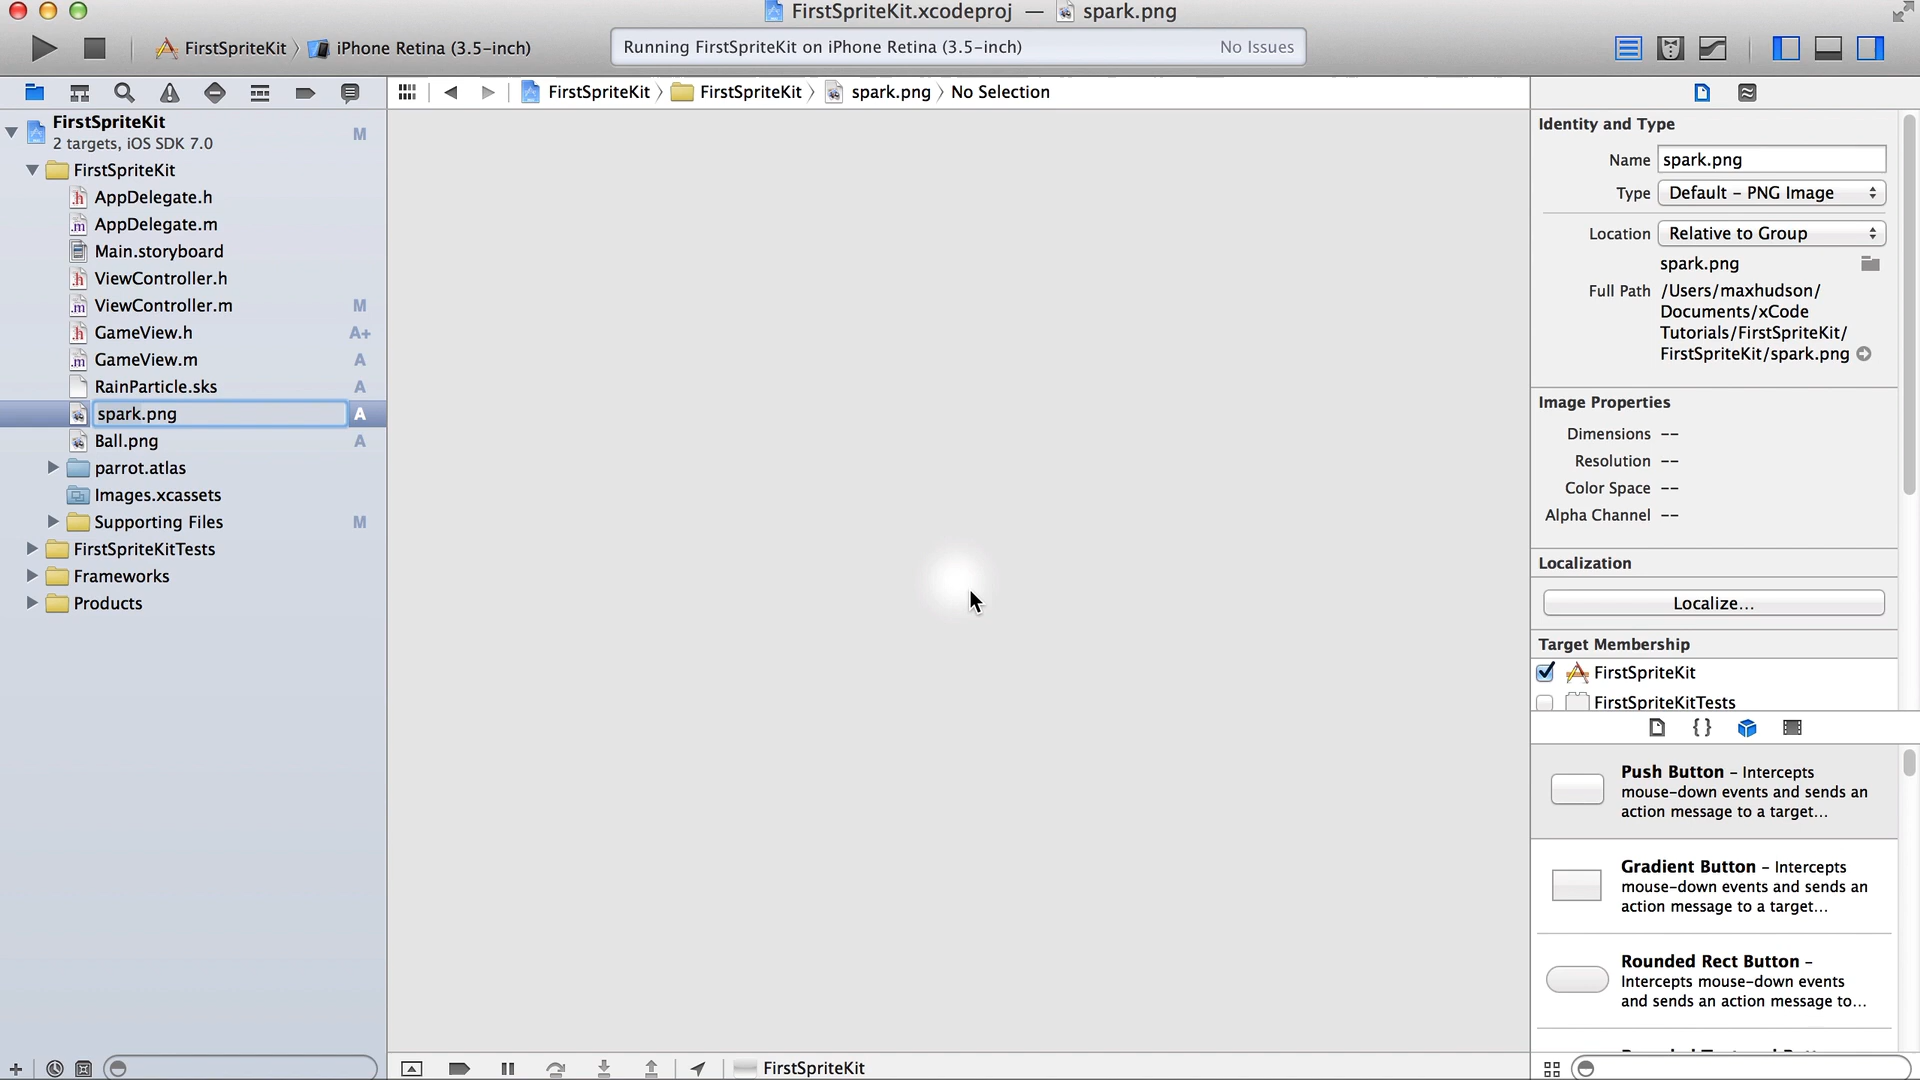 FirstSpriteKit.xcodeproj — spark.png
FirstSpriteKit iPhone Retina (3.5-inch)
Running FirstSpriteKit on iPhone Retina (3.5-inch) No Issues
FirstSpriteKit FirstSpriteKit spark.png No Selection
FirstSpriteKit M
2 targets, iOS SDK 7.0
FirstSpriteKit
AppDelegate.h
AppDelegate.m
Main.storyboard
ViewController.h
ViewController.m M
GameView.h A+
GameView.m A
RainParticle.sks A
spark.png A
Ball.png A
parrot.atlas
Images.xcassets
Supporting Files M
FirstSpriteKitTests
Frameworks
Products
FirstSpriteKit
Identity and Type
Name spark.png
Type Default - PNG Image
Location Relative to Group
spark.png
Full Path /Users/maxhudson/
Documents/xCode
Tutorials/FirstSpriteKit/
FirstSpriteKit/spark.png
Image Properties
Dimensions --
Resolution --
Color Space --
Alpha Channel --
Localization
Localize...
Target Membership
FirstSpriteKit
FirstSpriteKitTests
Push Button - Intercepts
mouse-down events and sends an
action message to a target...
Gradient Button - Intercepts
mouse-down events and sends an
action message to a target...
Rounded Rect Button -
Intercepts mouse-down events
and sends an action message to...